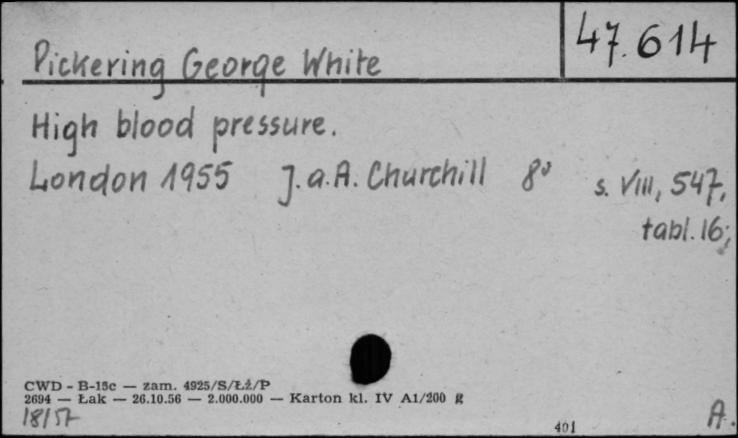 47.614
Pickering George White
High blood pressure.
London 1955 J. a. A. Churchill 8° s. VIII, 547,
tabl. 16;
CWD - B-15c — zam. 4925/S/Łż/P
2694 — Łak — 26.10.56 — 2.000.000 — Karton kl. IV A1/200 g
18/57
401
A.